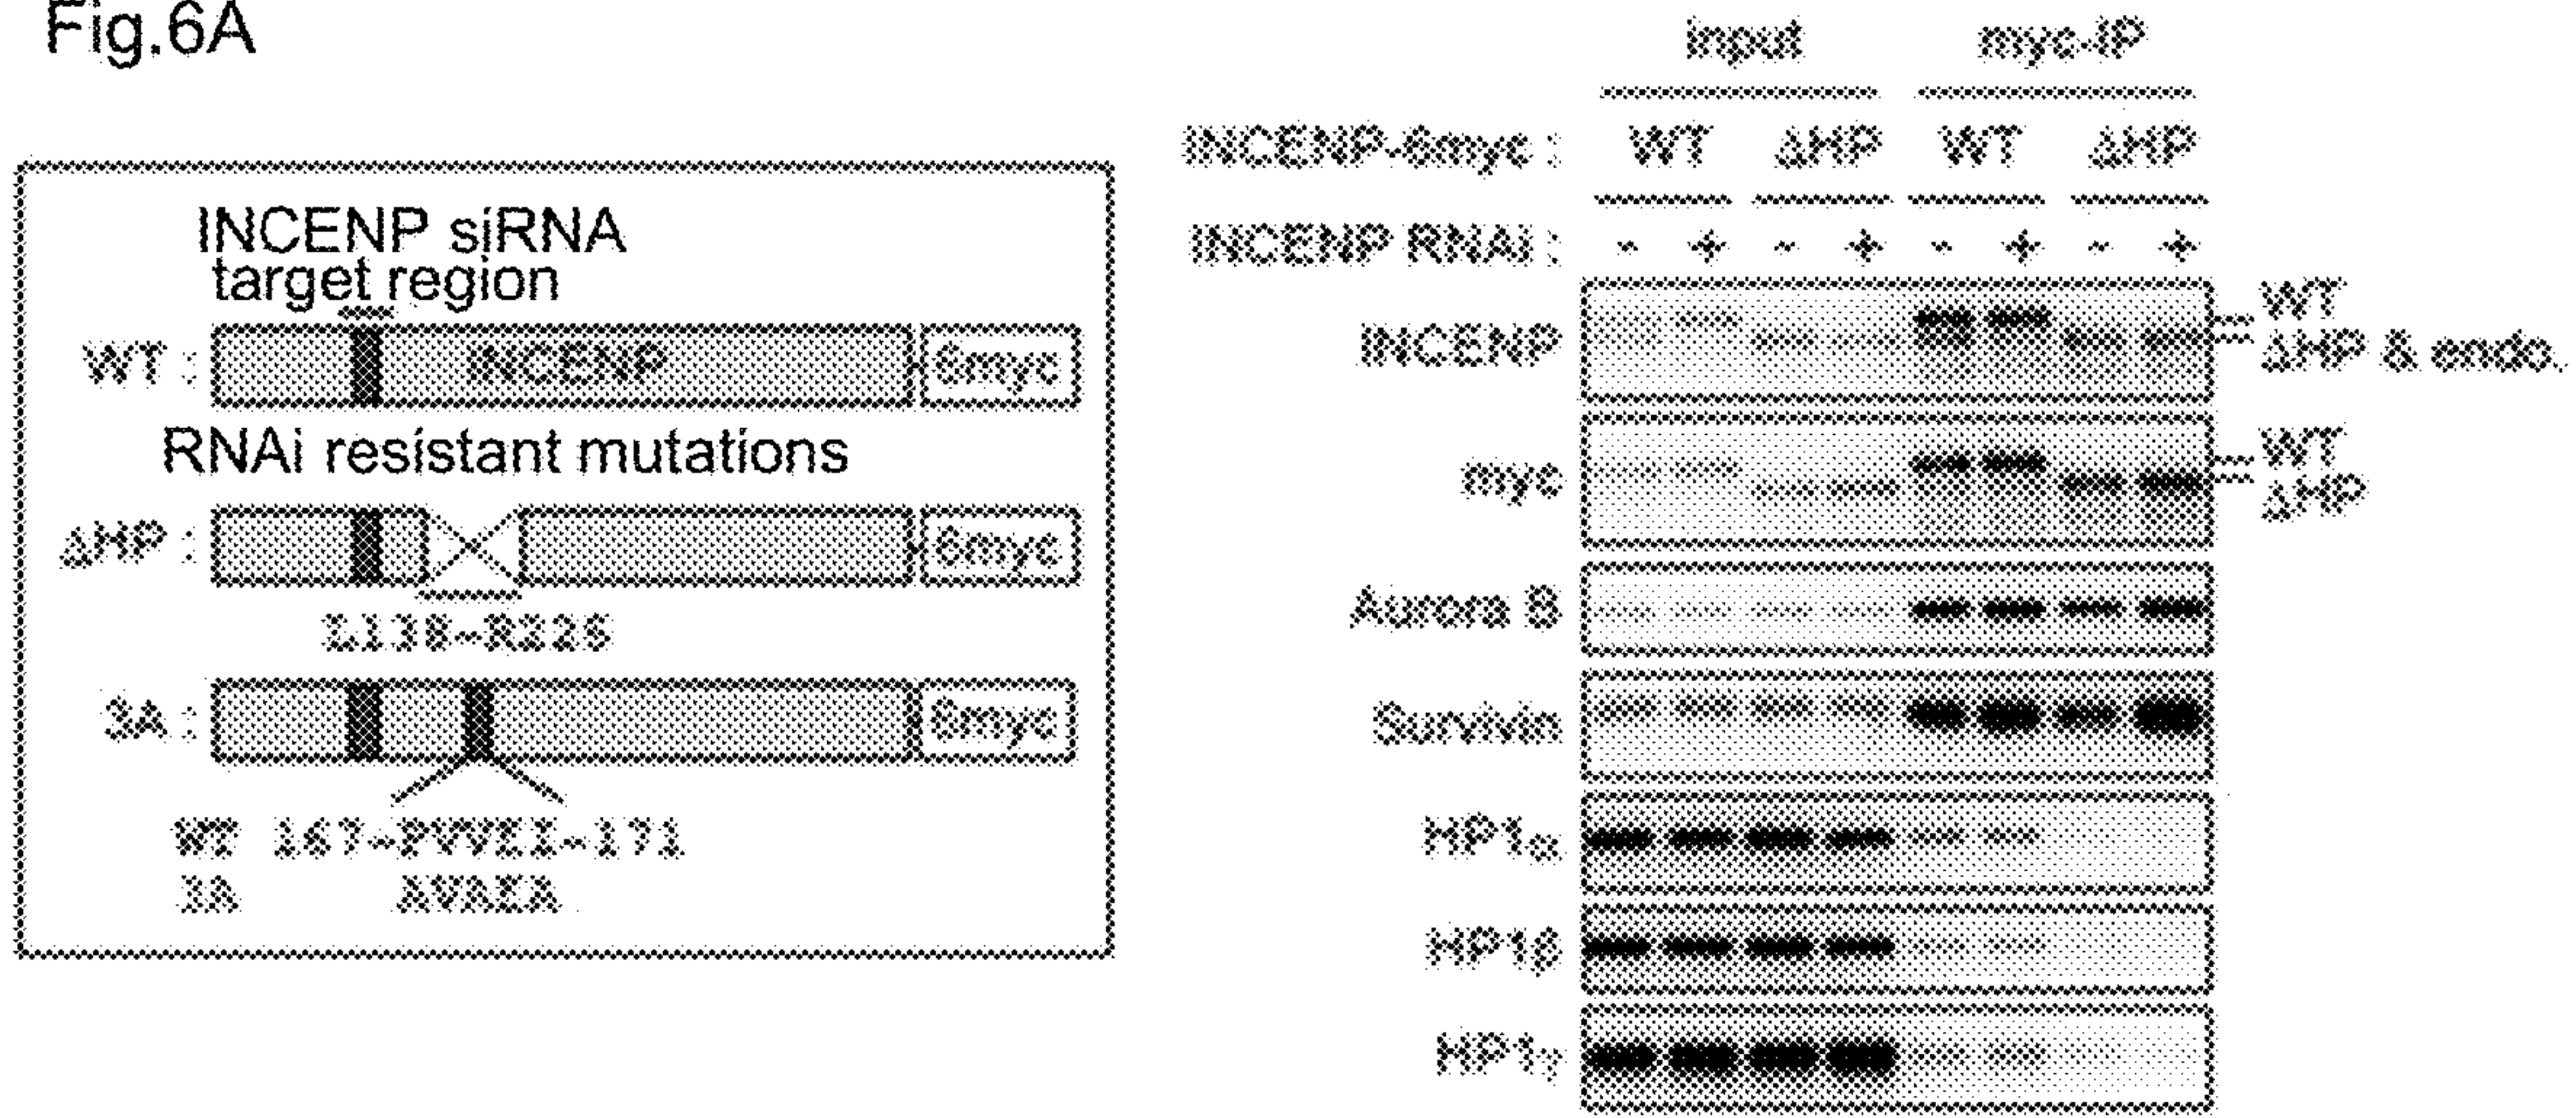 Fig.6A
INCENP siRNA
target region
WT :
INCENP
6myc
RNAi resistant mutations
ΔHP :
6myc
L138-R225
3A :
6myc
WT 167-PVVEI-171
3A AVAEA
input myc-IP
INCENP-6myc : WT ΔHP WT ΔHP
INCENP RNAi : - + - + - + - +
INCENP
WT
ΔHP & endo.
myc
WT
ΔHP
Aurora B
Survivin
HP1α
HP1β
HP1γ